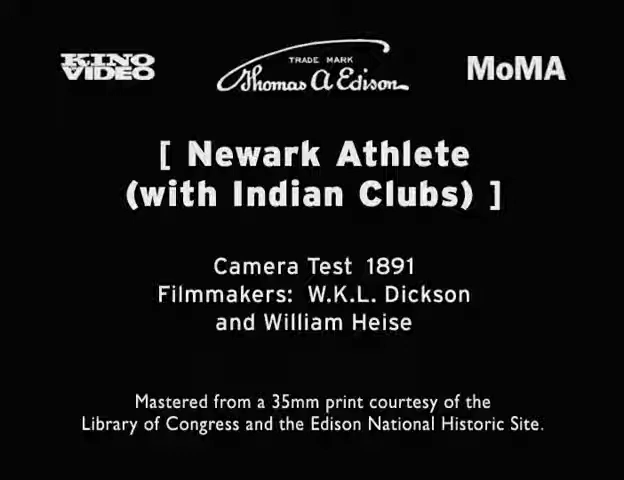 KINO VIDEO
TRADE MARK
Thomas A Edison
MoMA
[ Newark Athlete
(with Indian Clubs) ]
Camera Test 1891
Filmmakers: W.K.L. Dickson
and William Heise
Mastered from a 35mm print courtesy of the
Library of Congress and the Edison National Historic Site.